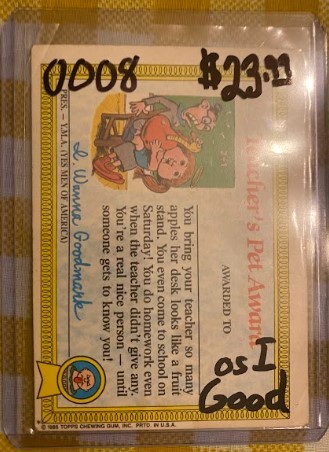 0008
$23.99
Teacher's Pet Award
AWARDED TO
You bring your teacher so many
apples her desk looks like a fruit
stand. You even come to school on
Saturday! You do homework even
when the teacher didn't give any.
You're a real nice person — until
someone gets to know you!
I. Wanna Goodmark
PRES. — Y.M.A. (YES MEN OF AMERICA)
© 1985 TOPPS CHEWING GUM, INC. PRTD. IN U.S.A.
Good